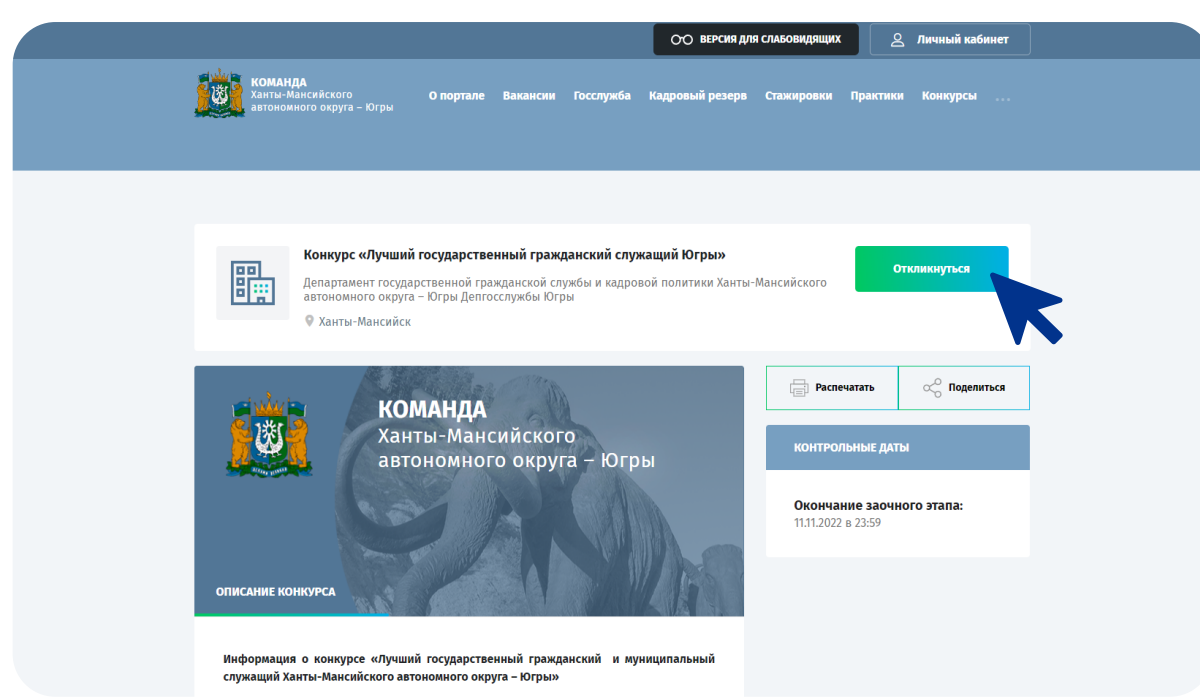 ВЕРСИЯ ДЛЯ СЛАБОВИДЯЩИХ
Личный кабинет
КОМАНДА
Ханты-Мансийского
автономного округа – Югры
О портале Вакансии Госслужба Кадровый резерв Стажировки Практики Конкурсы ...
Конкурс «Лучший государственный гражданский служащий Югры»
Департамент государственной гражданской службы и кадровой политики Ханты-Мансийского
автономного округа – Югры Депгосслужбы Югры
Ханты-Мансийск
Откликнуться
КОМАНДА
Ханты-Мансийского
автономного округа – Югры
ОПИСАНИЕ КОНКУРСА
Распечатать
Поделиться
КОНТРОЛЬНЫЕ ДАТЫ
Окончание заочного этапа:
11.11.2022 в 23:59
Информация о конкурсе «Лучший государственный гражданский и муниципальный
служащий Ханты-Мансийского автономного округа – Югры»